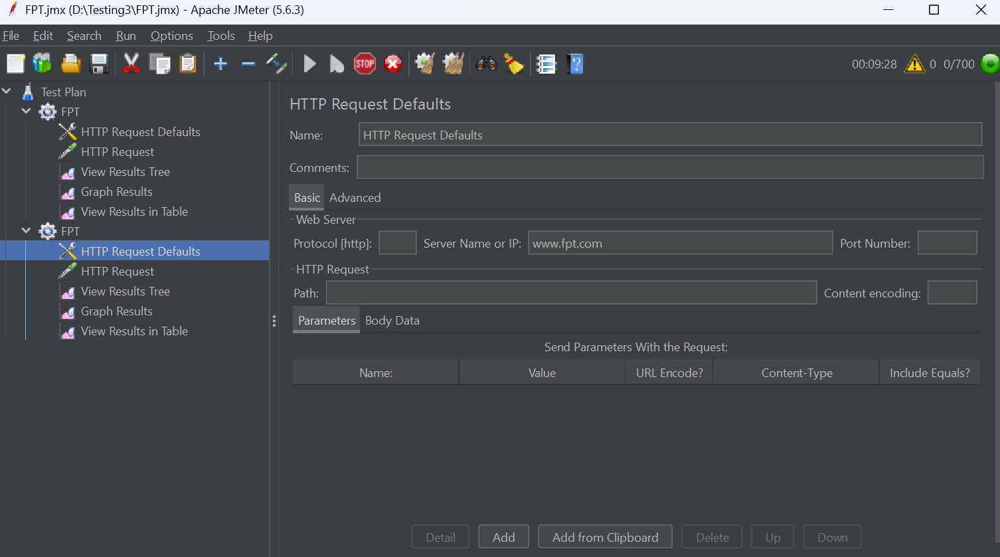 FPT.jmx (D:\Testing3\FPT.jmx) - Apache JMeter (5.6.3)
File Edit Search Run Options Tools Help
STOP
?
00:09:28 0 0/700
Test Plan
FPT
HTTP Request Defaults
HTTP Request
View Results Tree
Graph Results
View Results in Table
FPT
HTTP Request Defaults
HTTP Request
View Results Tree
Graph Results
View Results in Table
HTTP Request Defaults
Name: HTTP Request Defaults
Comments:
Basic Advanced
Web Server
Protocol [http]: Server Name or IP: www.fpt.com Port Number:
HTTP Request
Path: Content encoding:
Parameters Body Data
Send Parameters With the Request:
Name: Value URL Encode? Content-Type Include Equals?
Detail Add Add from Clipboard Delete Up Down